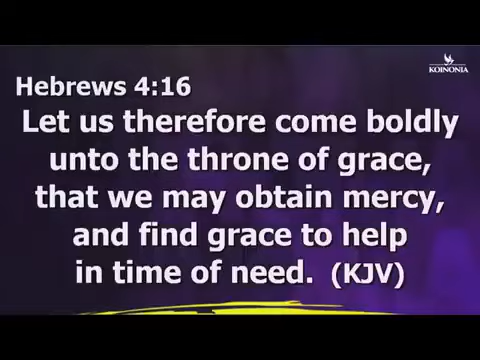 KOINONIA
Hebrews 4:16
Let us therefore come boldly
unto the throne of grace,
that we may obtain mercy,
and find grace to help
in time of need. (KJV)